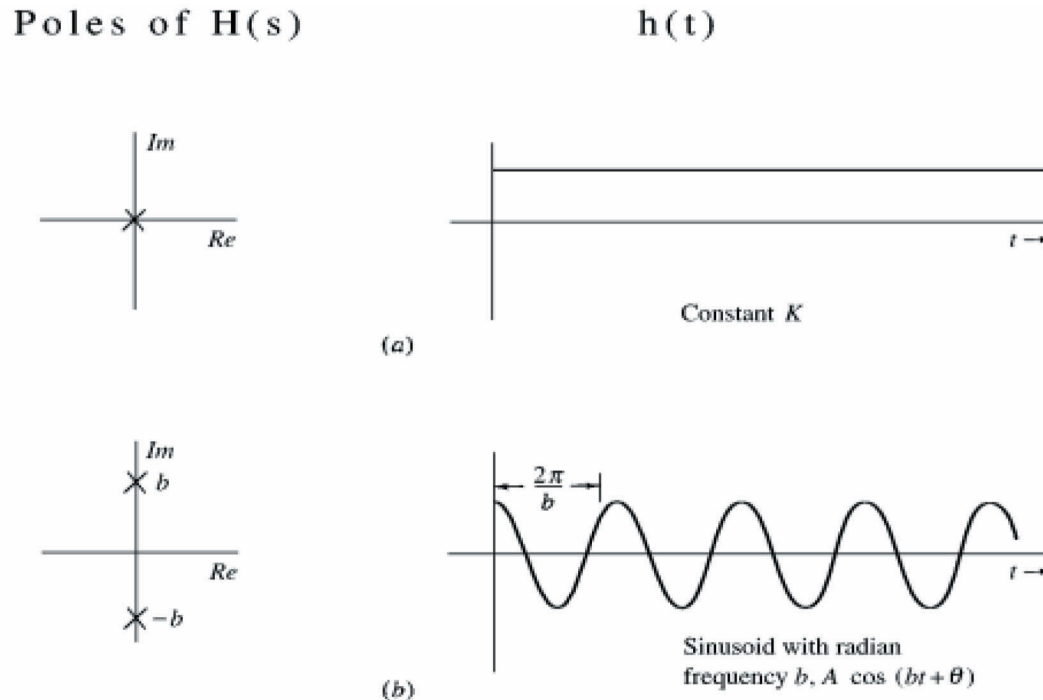 Poles of H(s)
h(t)
Im
Re
t →
Constant K
(a)
Im
b
Re
−b
2π
b
t →
Sinusoid with radian
frequency b, A cos (bt + θ)
(b)